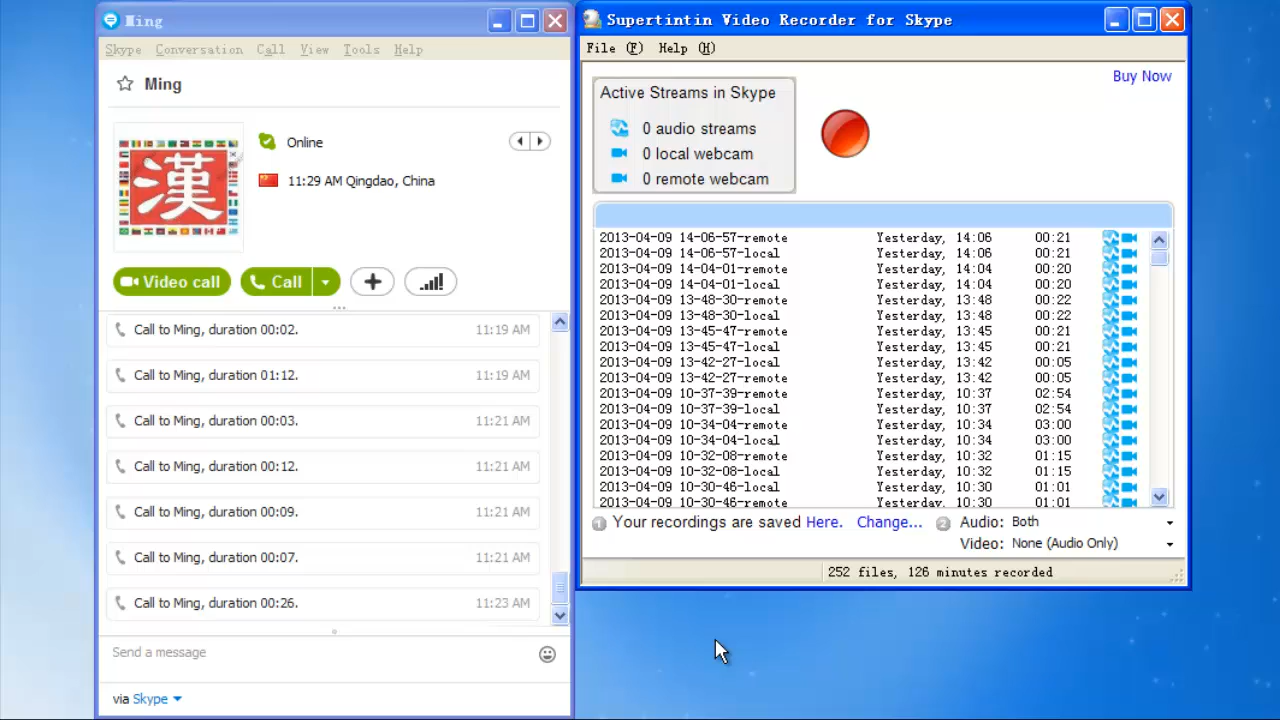 Ming
Skype Conversation Call View Tools Help
Ming
漢
Online
11:29 AM Qingdao, China
Video call Call
Call to Ming, duration 00:02. 11:19 AM
Call to Ming, duration 01:12. 11:19 AM
Call to Ming, duration 00:03. 11:21 AM
Call to Ming, duration 00:12. 11:21 AM
Call to Ming, duration 00:09. 11:21 AM
Call to Ming, duration 00:07. 11:21 AM
Call to Ming, duration 00:26. 11:23 AM
Send a message
via Skype
Supertintin Video Recorder for Skype
File (F) Help (H)
Buy Now
Active Streams in Skype
0 audio streams
0 local webcam
0 remote webcam
2013-04-09 14-06-57-remote Yesterday, 14:06 00:21
2013-04-09 14-06-57-local Yesterday, 14:06 00:21
2013-04-09 14-04-01-remote Yesterday, 14:04 00:20
2013-04-09 14-04-01-local Yesterday, 14:04 00:20
2013-04-09 13-48-30-remote Yesterday, 13:48 00:22
2013-04-09 13-48-30-local Yesterday, 13:48 00:22
2013-04-09 13-45-47-remote Yesterday, 13:45 00:21
2013-04-09 13-45-47-local Yesterday, 13:45 00:21
2013-04-09 13-42-27-local Yesterday, 13:42 00:05
2013-04-09 13-42-27-remote Yesterday, 13:42 00:05
2013-04-09 10-37-39-remote Yesterday, 10:37 02:54
2013-04-09 10-37-39-local Yesterday, 10:37 02:54
2013-04-09 10-34-04-remote Yesterday, 10:34 03:00
2013-04-09 10-34-04-local Yesterday, 10:34 03:00
2013-04-09 10-32-08-remote Yesterday, 10:32 01:15
2013-04-09 10-32-08-local Yesterday, 10:32 01:15
2013-04-09 10-30-46-local Yesterday, 10:30 01:01
2013-04-09 10-30-46-remote Yesterday, 10:30 01:01
1 Your recordings are saved Here. Change... 2 Audio: Both
Video: None (Audio Only)
252 files, 126 minutes recorded